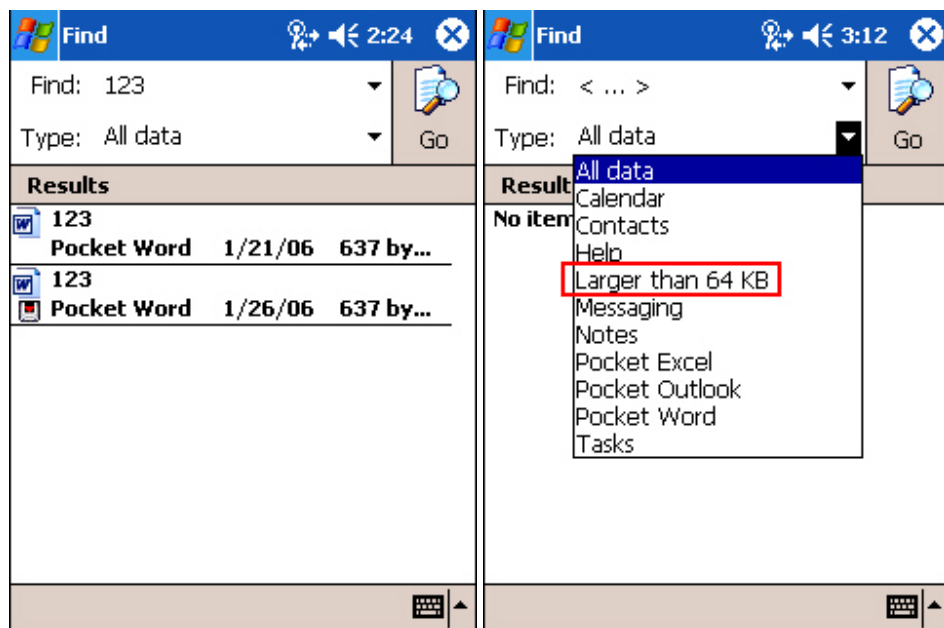 Find 2:24
Find: 123
Type: All data
Go
Results
123
Pocket Word 1/21/06 637 by...
123
Pocket Word 1/26/06 637 by...
Find 3:12
Find: < ... >
Type: All data
Go
Result
No item
All data
Calendar
Contacts
Help
Larger than 64 KB
Messaging
Notes
Pocket Excel
Pocket Outlook
Pocket Word
Tasks